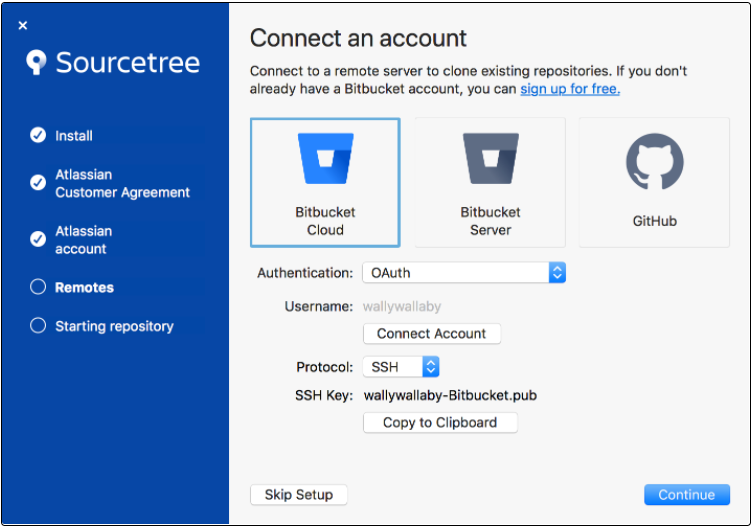 Sourcetree
Install
Atlassian
Customer Agreement
Atlassian
account
Remotes
Starting repository
Connect an account
Connect to a remote server to clone existing repositories. If you don't
already have a Bitbucket account, you can sign up for free.
Bitbucket
Cloud
Bitbucket
Server
GitHub
Authentication: OAuth
Username: wallywallaby
Connect Account
Protocol: SSH
SSH Key: wallywallaby-Bitbucket.pub
Copy to Clipboard
Skip Setup
Continue